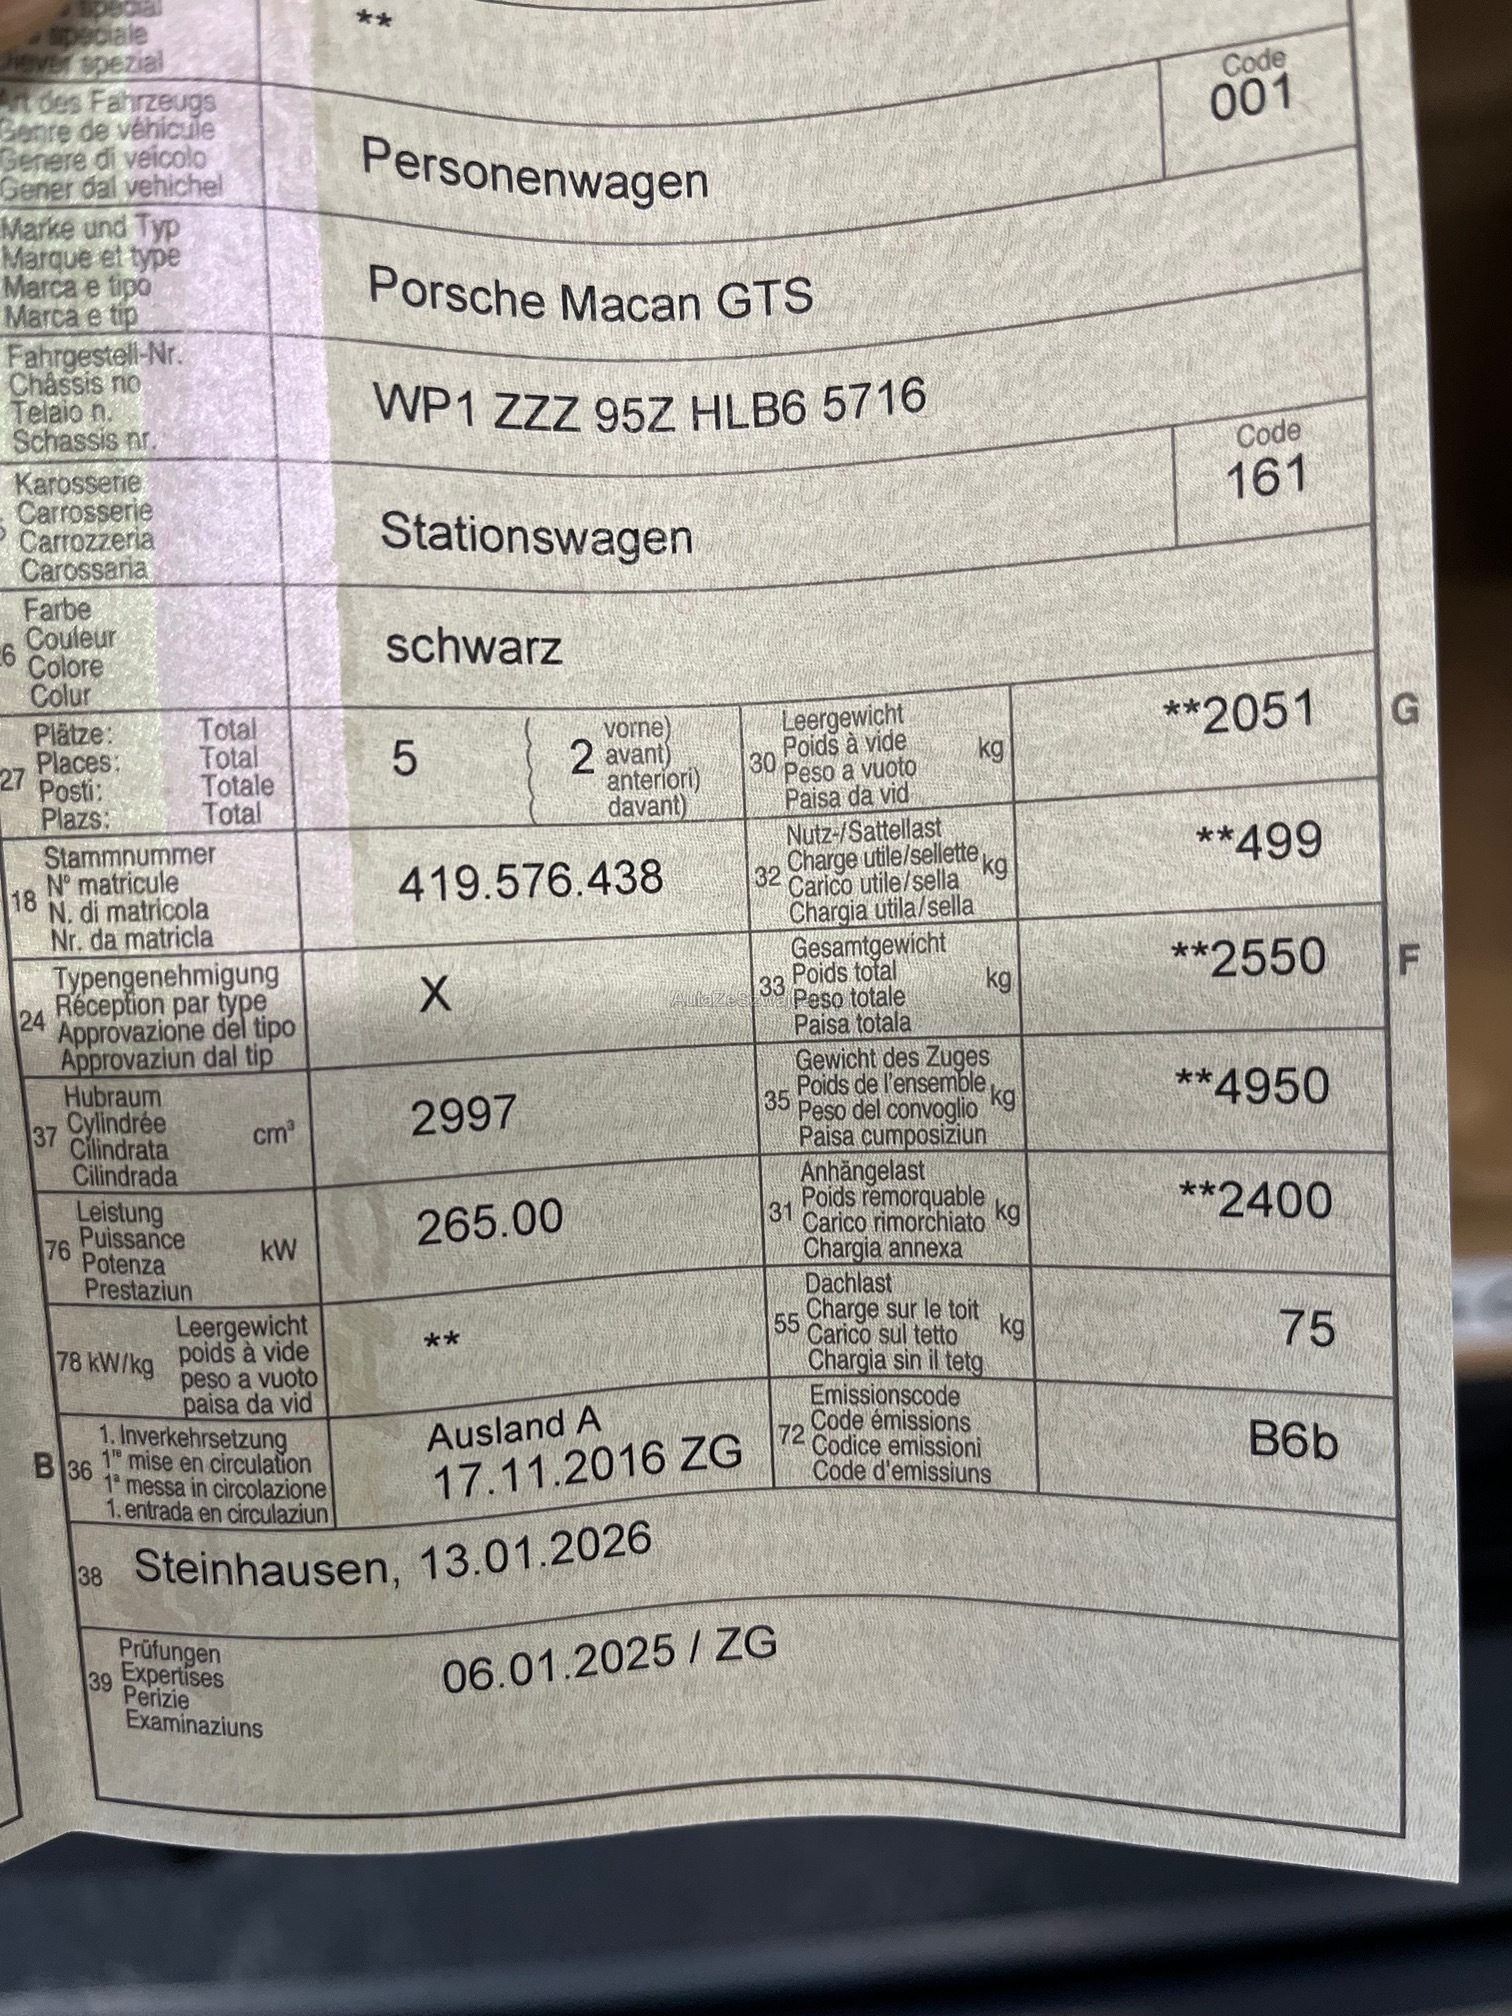 **
spezial
Art des Fahrzeugs
Genre de véhicule
Genere di veicolo
Gener dal vehichel
Personenwagen
Code
001
Marke und Typ
Marque et type
Marca e tipo
Marca e tip
Porsche Macan GTS
Fahrgestell-Nr.
Châssis no
Telaio n.
Schassis nr.
WP1 ZZZ 95Z HLB6 5716
Karosserie
Carrosserie
Carrozzeria
Carossaria
Stationswagen
Code
161
Farbe
Couleur
Colore
Colur
schwarz
27 Plätze: Total
Places: Total
Posti: Totale
Plazs: Total
5 ( 2 vorne)
avant)
anteriori)
davant)
30 Leergewicht
Poids à vide kg
Peso a vuoto
Paisa da vid
**2051 G
18 Stammnummer
N° matricule
N. di matricola
Nr. da matricla
419.576.438
32 Nutz-/Sattellast
Charge utile/sellette kg
Carico utile/sella
Chargia utila/sella
**499
24 Typengenehmigung
Réception par type
Approvazione del tipo
Approvaziun dal tip
X
33 Gesamtgewicht
Poids total kg
Peso totale
Paisa totala
**2550 F
37 Hubraum
Cylindrée cm³
Cilindrata
Cilindrada
2997
35 Gewicht des Zuges
Poids de l'ensemble kg
Peso del convoglio
Paisa cumposiziun
**4950
76 Leistung
Puissance kW
Potenza
Prestaziun
265.00
31 Anhängelast
Poids remorquable kg
Carico rimorchiato
Chargia annexa
**2400
78 kW/kg Leergewicht
poids à vide
peso a vuoto
paisa da vid
**
55 Dachlast
Charge sur le toit kg
Carico sul tetto
Chargia sin il tetg
75
B 36 1. Inverkehrsetzung
1re mise en circulation
1a messa in circolazione
1. entrada en circulaziun
Ausland A
17.11.2016 ZG
72 Emissionscode
Code émissions
Codice emissioni
Code d'emissiuns
B6b
38 Steinhausen, 13.01.2026
39 Prüfungen
Expertises
Perizie
Examinaziuns
06.01.2025 / ZG